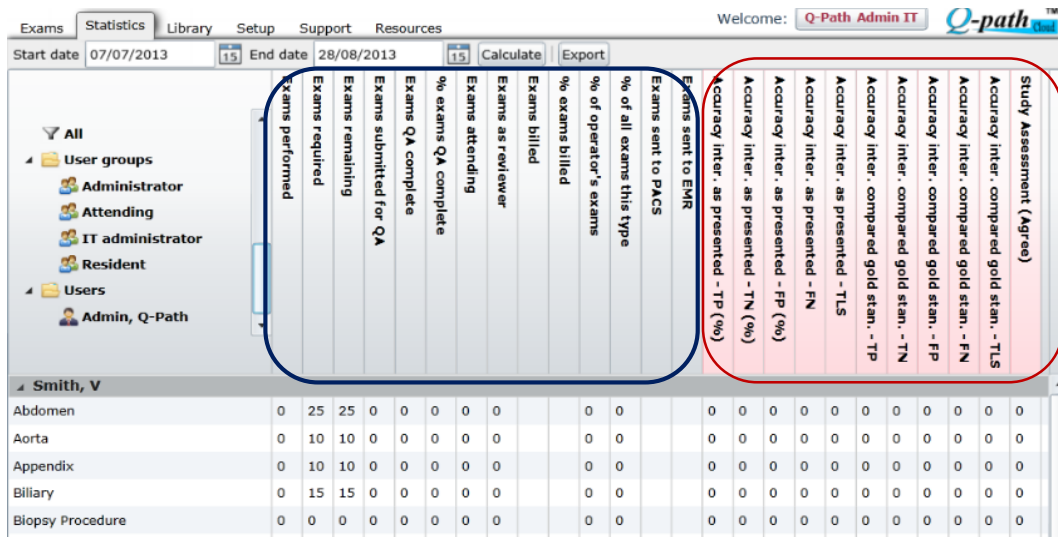 Exams Statistics Library Setup Support Resources Welcome: Q-Path Admin IT Q-path Cloud TM
Start date 07/07/2013 15 End date 28/08/2013 15 Calculate Export
All
User groups
Administrator
Attending
IT administrator
Resident
Users
Admin, Q-Path
Exams performed
Exams required
Exams remaining
Exams submitted for QA
Exams QA complete
% exams QA complete
Exams attending
Exams as reviewer
Exams billed
% exams billed
% of operator's exams
% of all exams this type
Exams sent to PACS
Exams sent to EMR
Accuracy inter. as presented - TP (%)
Accuracy inter. as presented - TN (%)
Accuracy inter. as presented - FP (%)
Accuracy inter. as presented - FN
Accuracy inter. as presented - TLS
Accuracy inter. compared gold stan. - TP
Accuracy inter. compared gold stan. - TN
Accuracy inter. compared gold stan. - FP
Accuracy inter. compared gold stan. - FN
Accuracy inter. compared gold stan. - TLS
Study Assessment (Agree)
Smith, V
Abdomen 0 25 25 0 0 0 0 0 0 0 0 0 0 0 0 0 0 0 0 0 0
Aorta 0 10 10 0 0 0 0 0 0 0 0 0 0 0 0 0 0 0 0 0 0
Appendix 0 10 10 0 0 0 0 0 0 0 0 0 0 0 0 0 0 0 0 0 0
Biliary 0 15 15 0 0 0 0 0 0 0 0 0 0 0 0 0 0 0 0 0 0
Biopsy Procedure 0 0 0 0 0 0 0 0 0 0 0 0 0 0 0 0 0 0 0 0 0